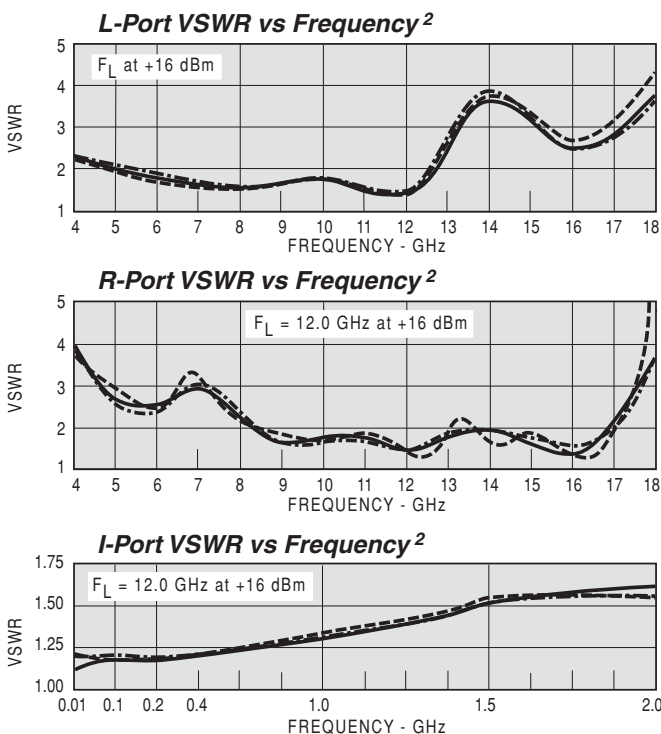 L-Port VSWR vs Frequency 2
5
4
3
2
1
VSWR
FL at +16 dBm
4 5 6 7 8 9 10 11 12 13 14 15 16 17 18
FREQUENCY - GHz
R-Port VSWR vs Frequency 2
5
4
3
2
1
VSWR
FL = 12.0 GHz at +16 dBm
4 5 6 7 8 9 10 11 12 13 14 15 16 17 18
FREQUENCY - GHz
I-Port VSWR vs Frequency 2
1.75
1.50
1.25
1.00
VSWR
FL = 12.0 GHz at +16 dBm
0.01 0.1 0.2 0.4 1.0 1.5 2.0
FREQUENCY - GHz